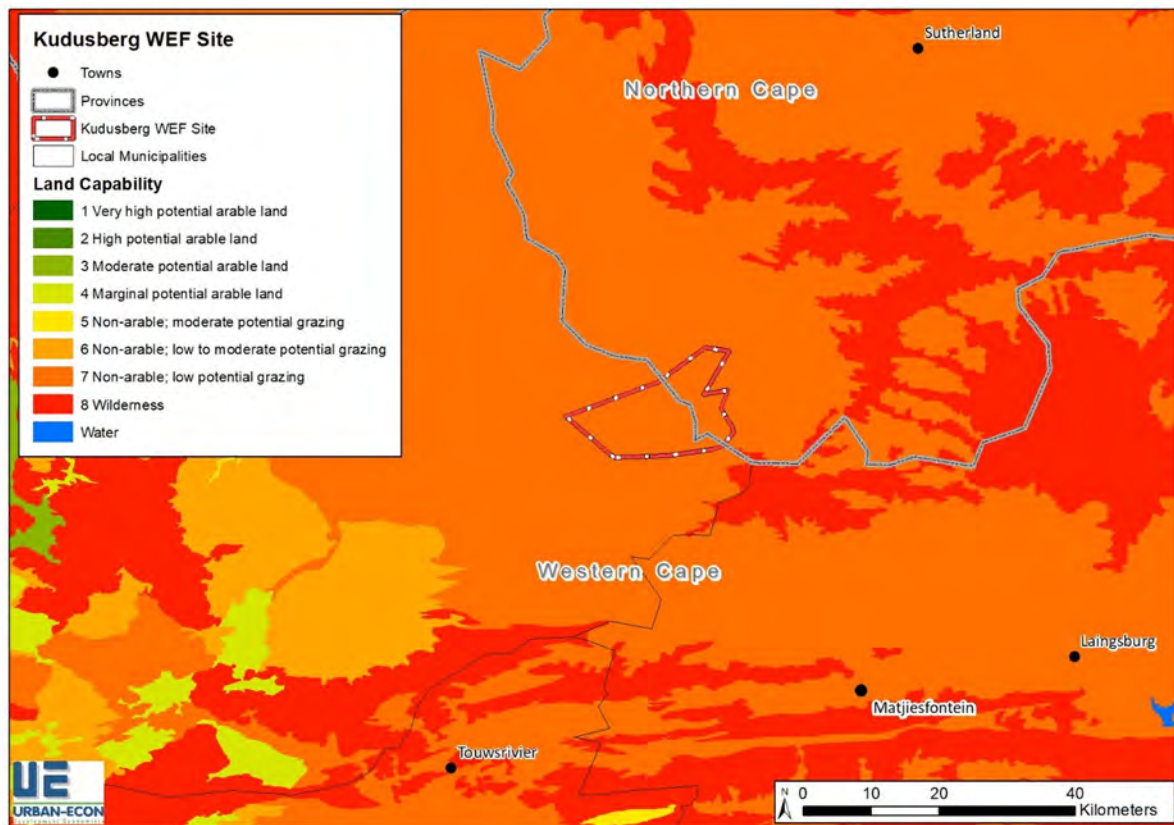 Kudusberg WEF Site
Towns
Provinces
Kudusberg WEF Site
Local Municipalities
Land Capability
1 Very high potential arable land
2 High potential arable land
3 Moderate potential arable land
4 Marginal potential arable land
5 Non-arable; moderate potential grazing
6 Non-arable; low to moderate potential grazing
7 Non-arable; low potential grazing
8 Wilderness
Water
Sutherland
Northern Cape
Western Cape
Laingsburg
Matjiesfontein
Touwsrivier
UE
URBAN-ECON
N
0 10 20 40
Kilometers